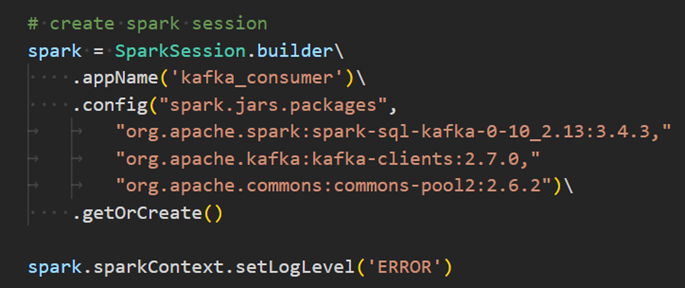 # create spark session
spark = SparkSession.builder\
    .appName('kafka_consumer')\
    .config("spark.jars.packages",
        "org.apache.spark:spark-sql-kafka-0-10_2.13:3.4.3,"
        "org.apache.kafka:kafka-clients:2.7.0,"
        "org.apache.commons:commons-pool2:2.6.2")\
    .getOrCreate()

spark.sparkContext.setLogLevel('ERROR')